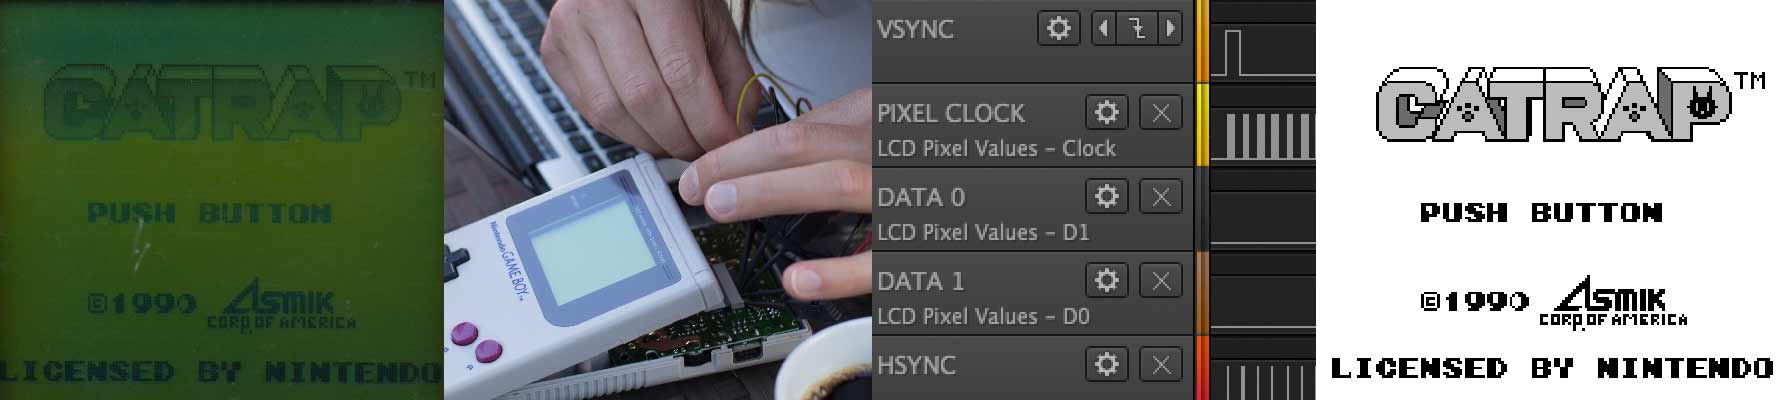 CATRAP™
PUSH BUTTON
©1990 ASMIK
CORP. OF AMERICA
LICENSED BY NINTENDO
Nintendo GAME BOY™
VSYNC
PIXEL CLOCK
LCD Pixel Values – Clock
DATA 0
LCD Pixel Values – D1
DATA 1
LCD Pixel Values – D0
HSYNC
CATRAP™
PUSH BUTTON
©1990 ASMIK
CORP. OF AMERICA
LICENSED BY NINTENDO